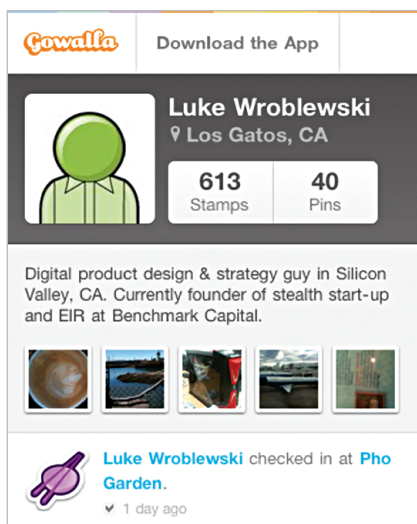 Gowalla
Download the App
Luke Wroblewski
Los Gatos, CA
613
Stamps
40
Pins
Digital product design & strategy guy in Silicon
Valley, CA. Currently founder of stealth start-up
and EIR at Benchmark Capital.
Luke Wroblewski checked in at Pho
Garden.
1 day ago